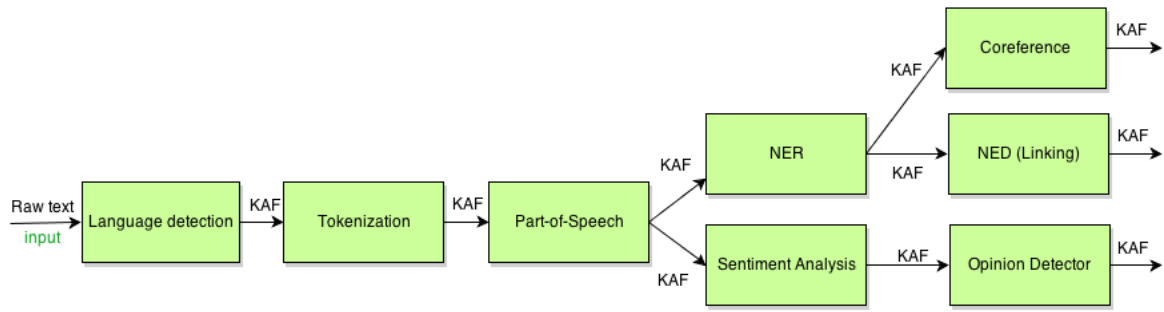 Raw text
input
Language detection
KAF
Tokenization
KAF
Part-of-Speech
KAF
KAF
NER
KAF
KAF
Coreference
KAF
NED (Linking)
KAF
Sentiment Analysis
KAF
Opinion Detector
KAF